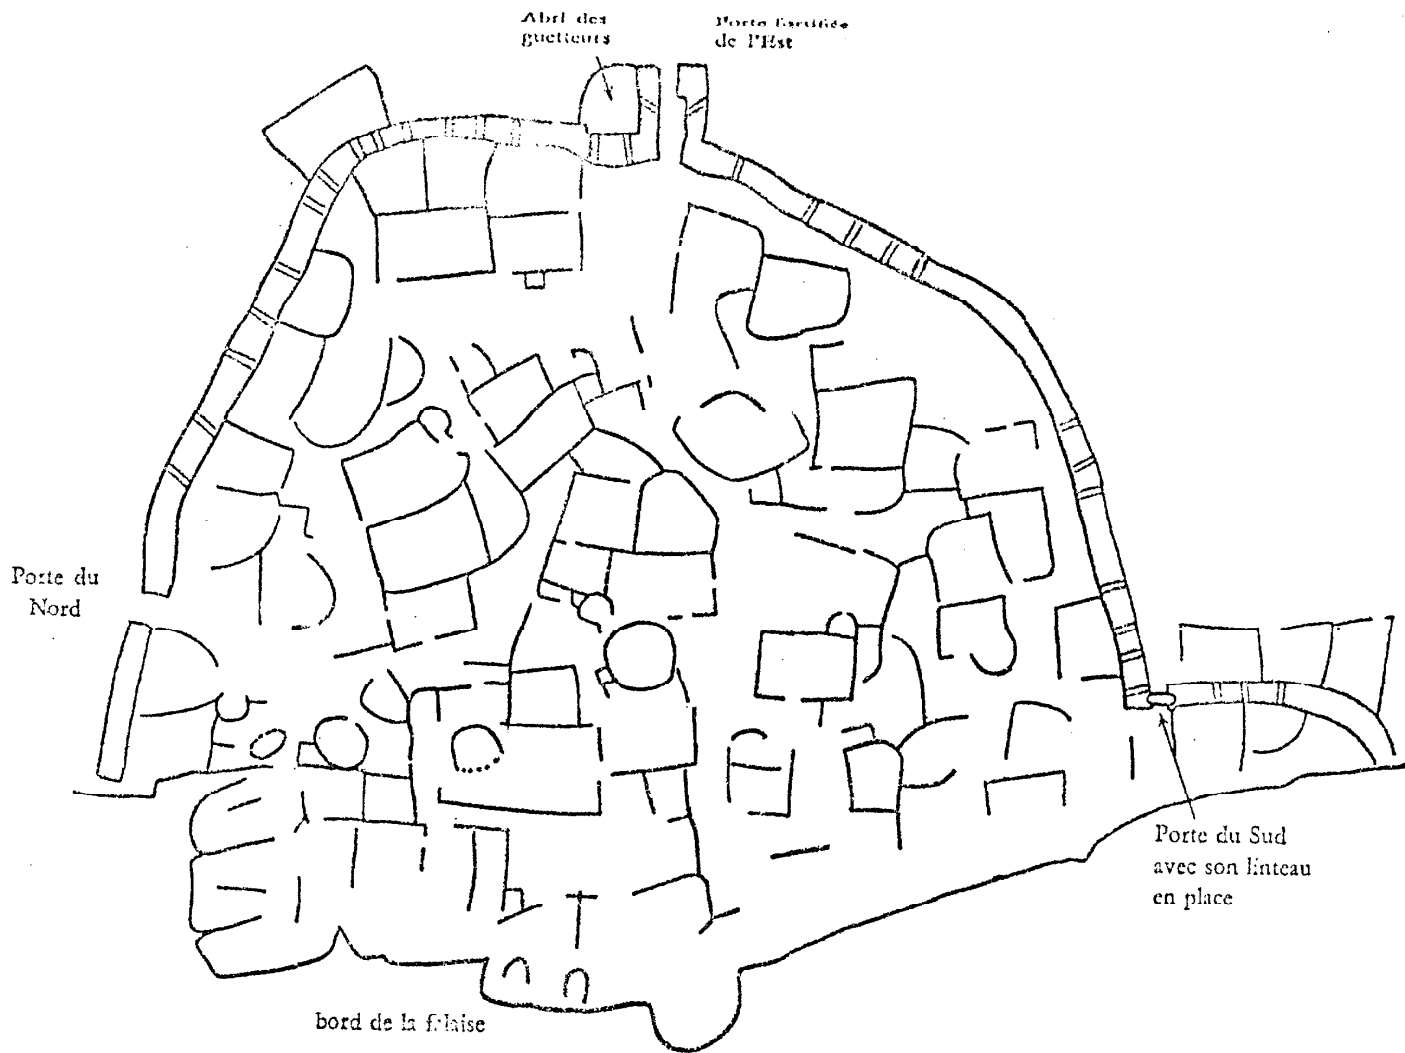 Abri des
guetteurs
Porte fortifiée
de l'Est
Porte du
Nord
Porte du Sud
avec son linteau
en place
bord de la falaise